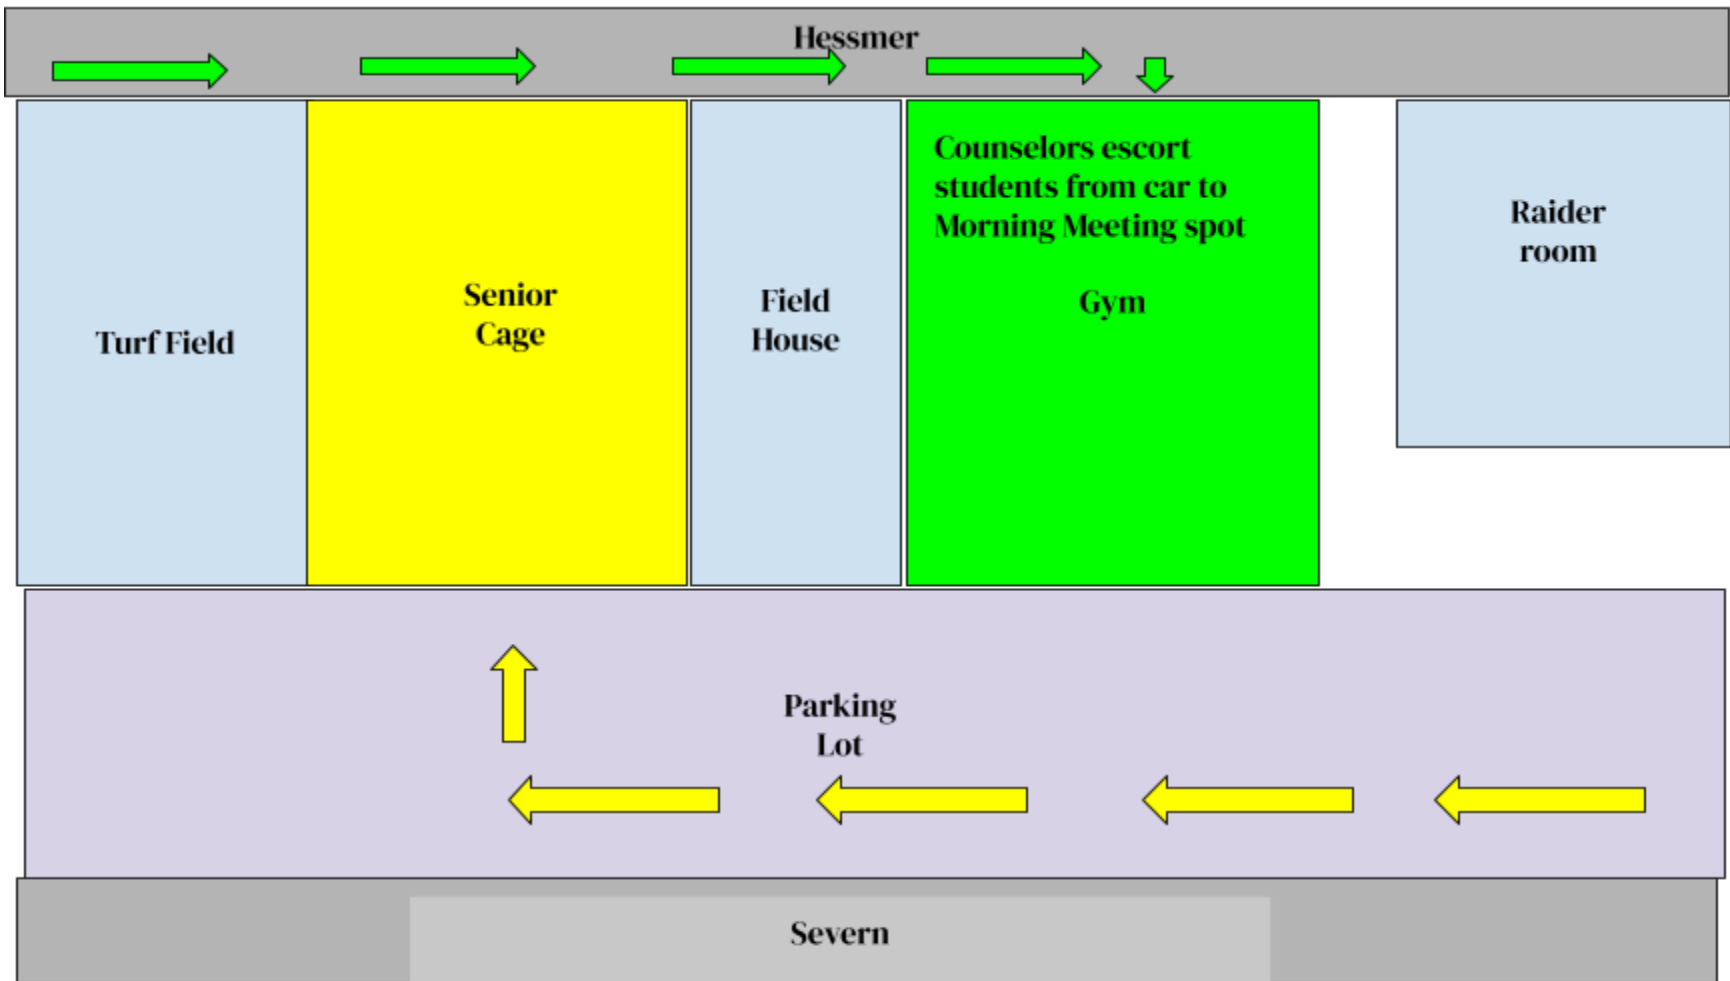 Hessmer
Counselors escort
students from car to
Morning Meeting spot
Gym
Raider
room
Senior
Cage
Field
House
Turf Field
Parking
Lot
Severn